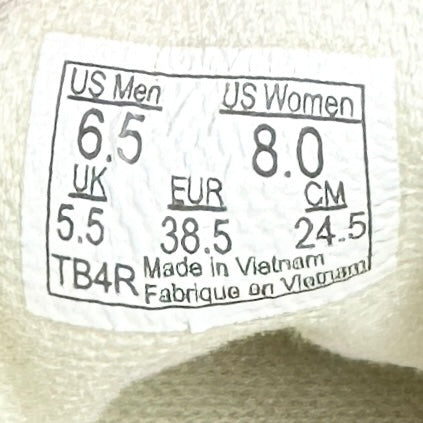 US Men US Women
6.5 8.0
UK EUR CM
5.5 38.5 24.5
TB4R Made in Vietnam
Fabrique en Vietnam